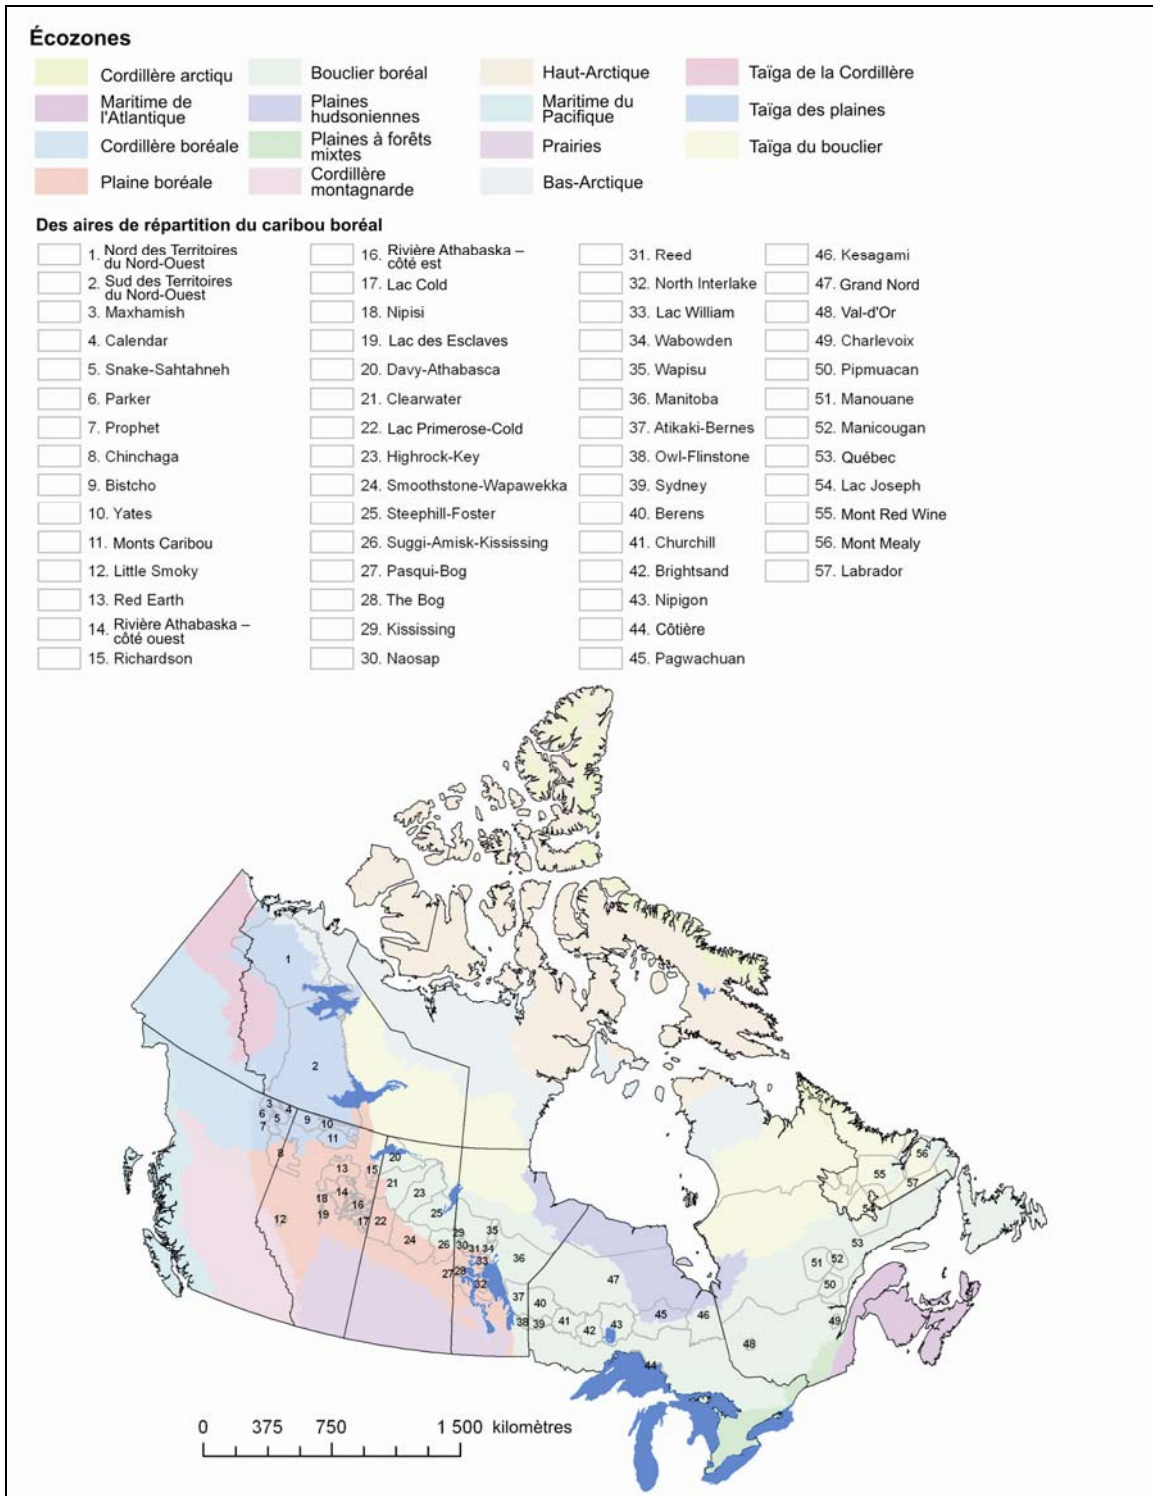 Écozones
Cordillère arctiqu
Maritime de
l'Atlantique
Cordillère boréale
Plaine boréale
Bouclier boréal
Plaines
hudsoniennes
Plaines à forêts
mixtes
Cordillère
montagnarde
Haut-Arctique
Maritime du
Pacifique
Prairies
Bas-Arctique
Taïga de la Cordillère
Taïga des plaines
Taïga du bouclier
Des aires de répartition du caribou boréal
1. Nord des Territoires
du Nord-Ouest
2. Sud des Territoires
du Nord-Ouest
3. Maxhamish
4. Calendar
5. Snake-Sahtahneh
6. Parker
7. Prophet
8. Chinchaga
9. Bistcho
10. Yates
11. Monts Caribou
12. Little Smoky
13. Red Earth
14. Rivière Athabaska –
côté ouest
15. Richardson
16. Rivière Athabaska –
côté est
17. Lac Cold
18. Nipisi
19. Lac des Esclaves
20. Davy-Athabasca
21. Clearwater
22. Lac Primerose-Cold
23. Highrock-Key
24. Smoothstone-Wapawekka
25. Steephill-Foster
26. Suggi-Amisk-Kississing
27. Pasqui-Bog
28. The Bog
29. Kississing
30. Naosap
31. Reed
32. North Interlake
33. Lac William
34. Wabowden
35. Wapisu
36. Manitoba
37. Atikaki-Bernes
38. Owl-Flinstone
39. Sydney
40. Berens
41. Churchill
42. Brightsand
43. Nipigon
44. Côtière
45. Pagwachuan
46. Kesagami
47. Grand Nord
48. Val-d'Or
49. Charlevoix
50. Pipmuacan
51. Manouane
52. Manicougan
53. Québec
54. Lac Joseph
55. Mont Red Wine
56. Mont Mealy
57. Labrador
1
2
3
4
6
5
9
10
7
11
8
20
56
13
15
55
21
57
14
23
18
16
54
19
25
12
17
22
29
35
24
26
30
31
34
53
36
33
51
52
27
28
47
32
50
37
40
45
46
38
39
41
42
43
49
48
44
0 375 750 1 500 kilomètres